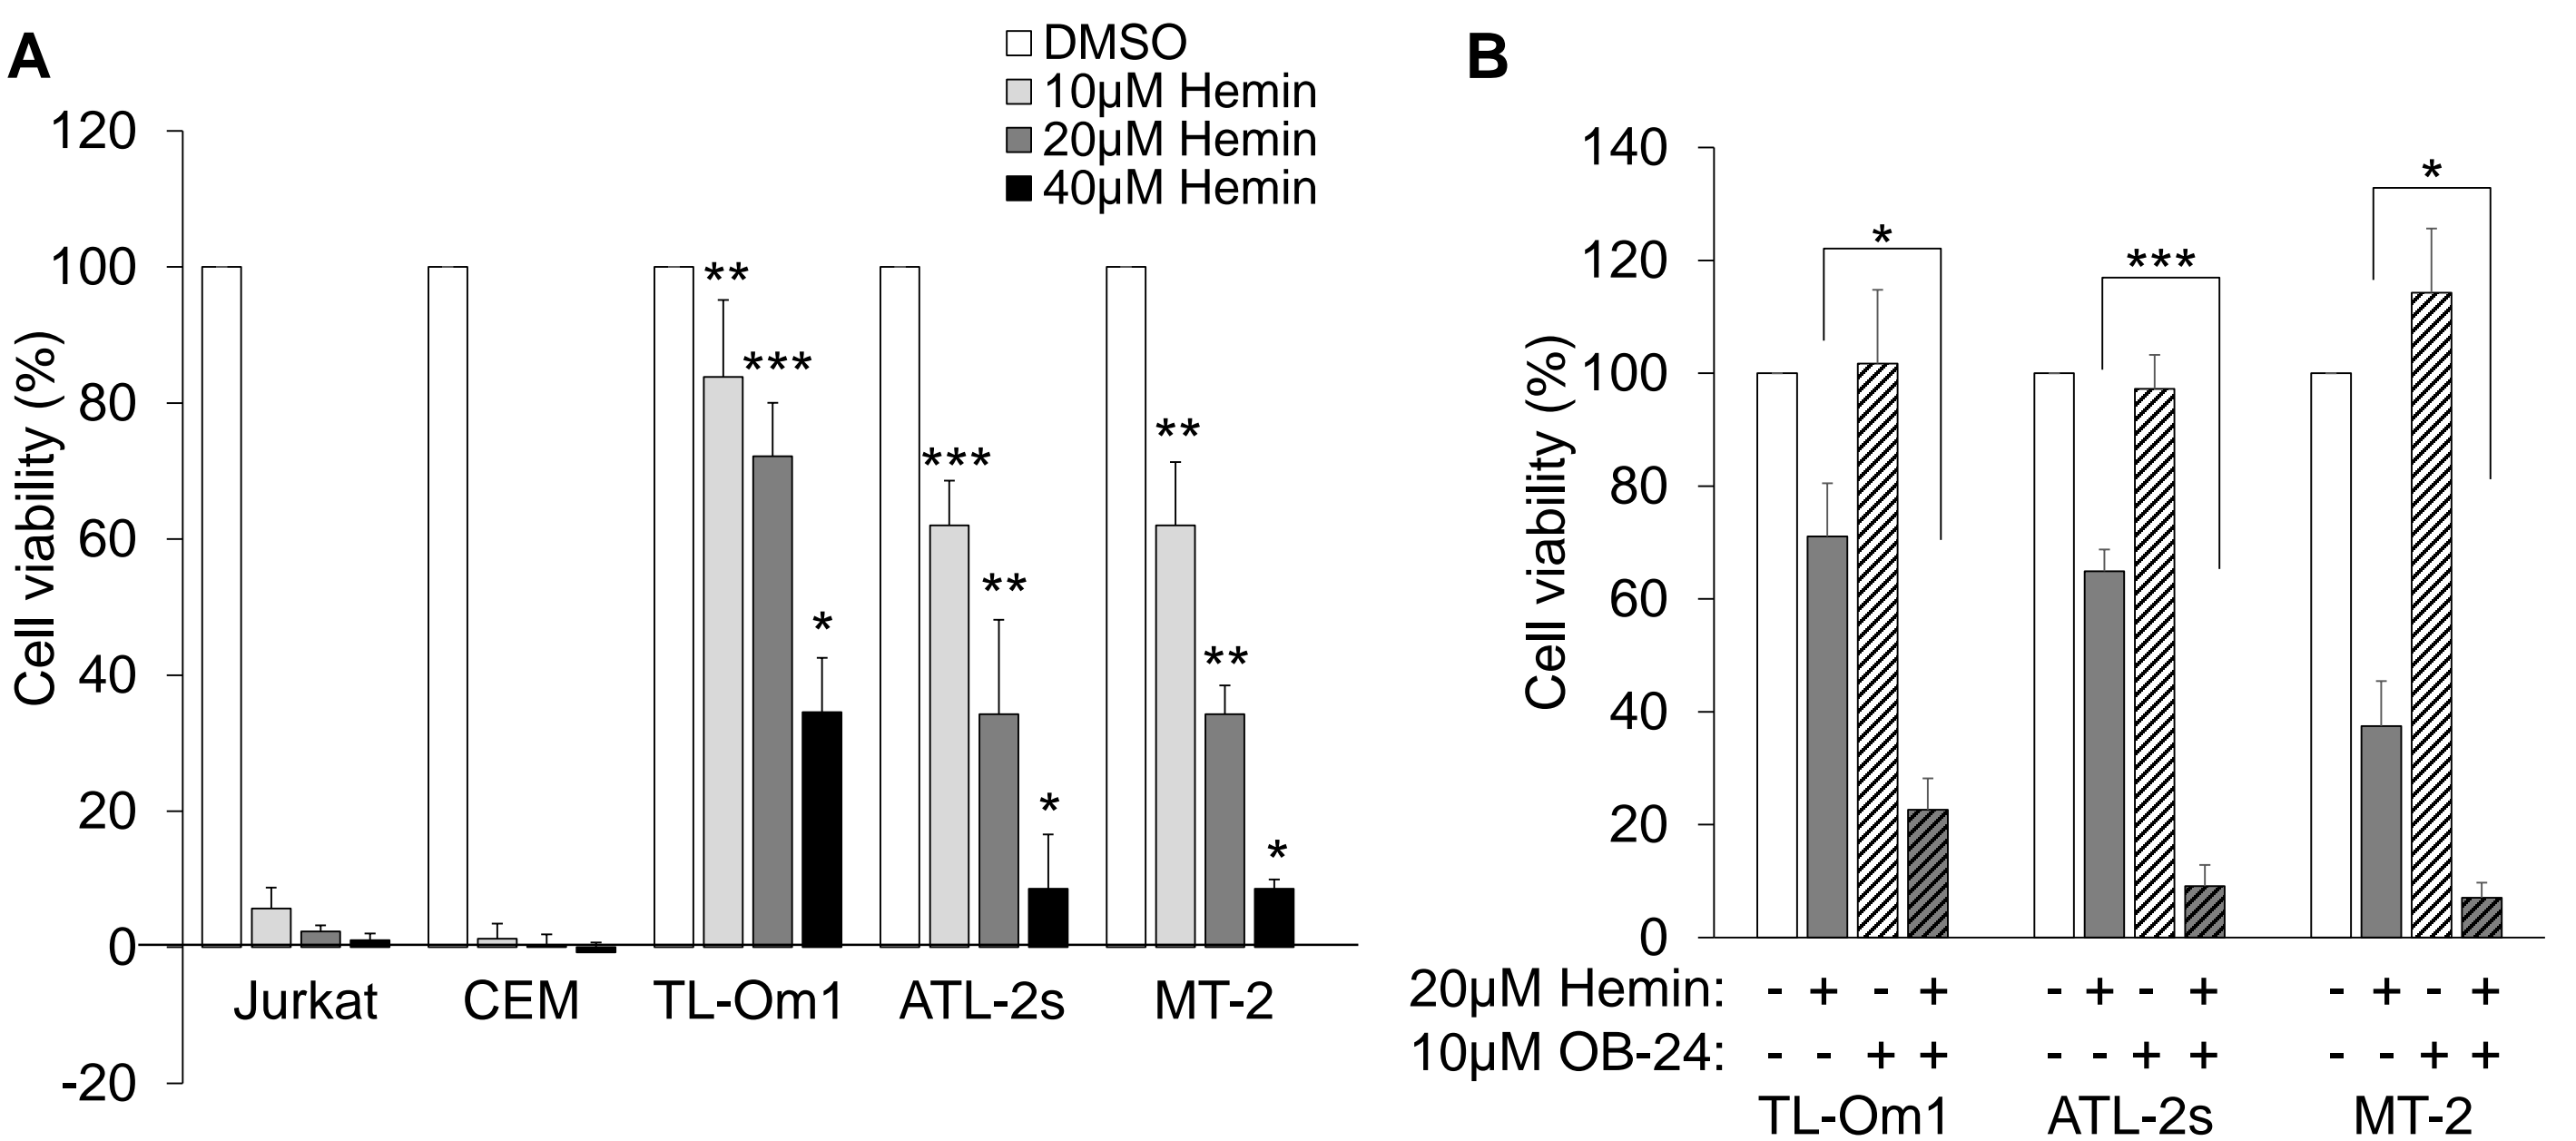 A
DMSO
10µM Hemin
20µM Hemin
40µM Hemin
Cell viability (%)
120
100
80
60
40
20
0
-20
**
***
*
***
**
*
**
**
*
Jurkat CEM TL-Om1 ATL-2s MT-2
B
Cell viability (%)
140
120
100
80
60
40
20
0
*
***
*
20µM Hemin: - + - + - + - + - + - +
10µM OB-24: - - + + - - + + - - + +
TL-Om1 ATL-2s MT-2